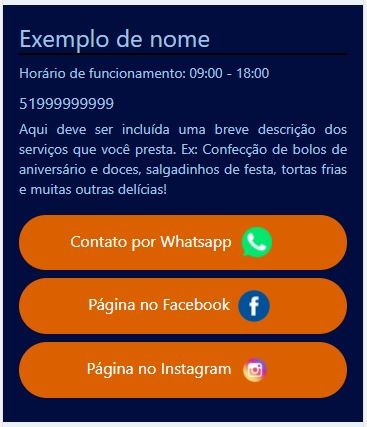 Exemplo de nome
Horário de funcionamento: 09:00 - 18:00
51999999999
Aqui deve ser incluída uma breve descrição dos
serviços que você presta. Ex: Confecção de bolos de
aniversário e doces, salgadinhos de festa, tortas frias
e muitas outras delícias!
Contato por Whatsapp
Página no Facebook
Página no Instagram